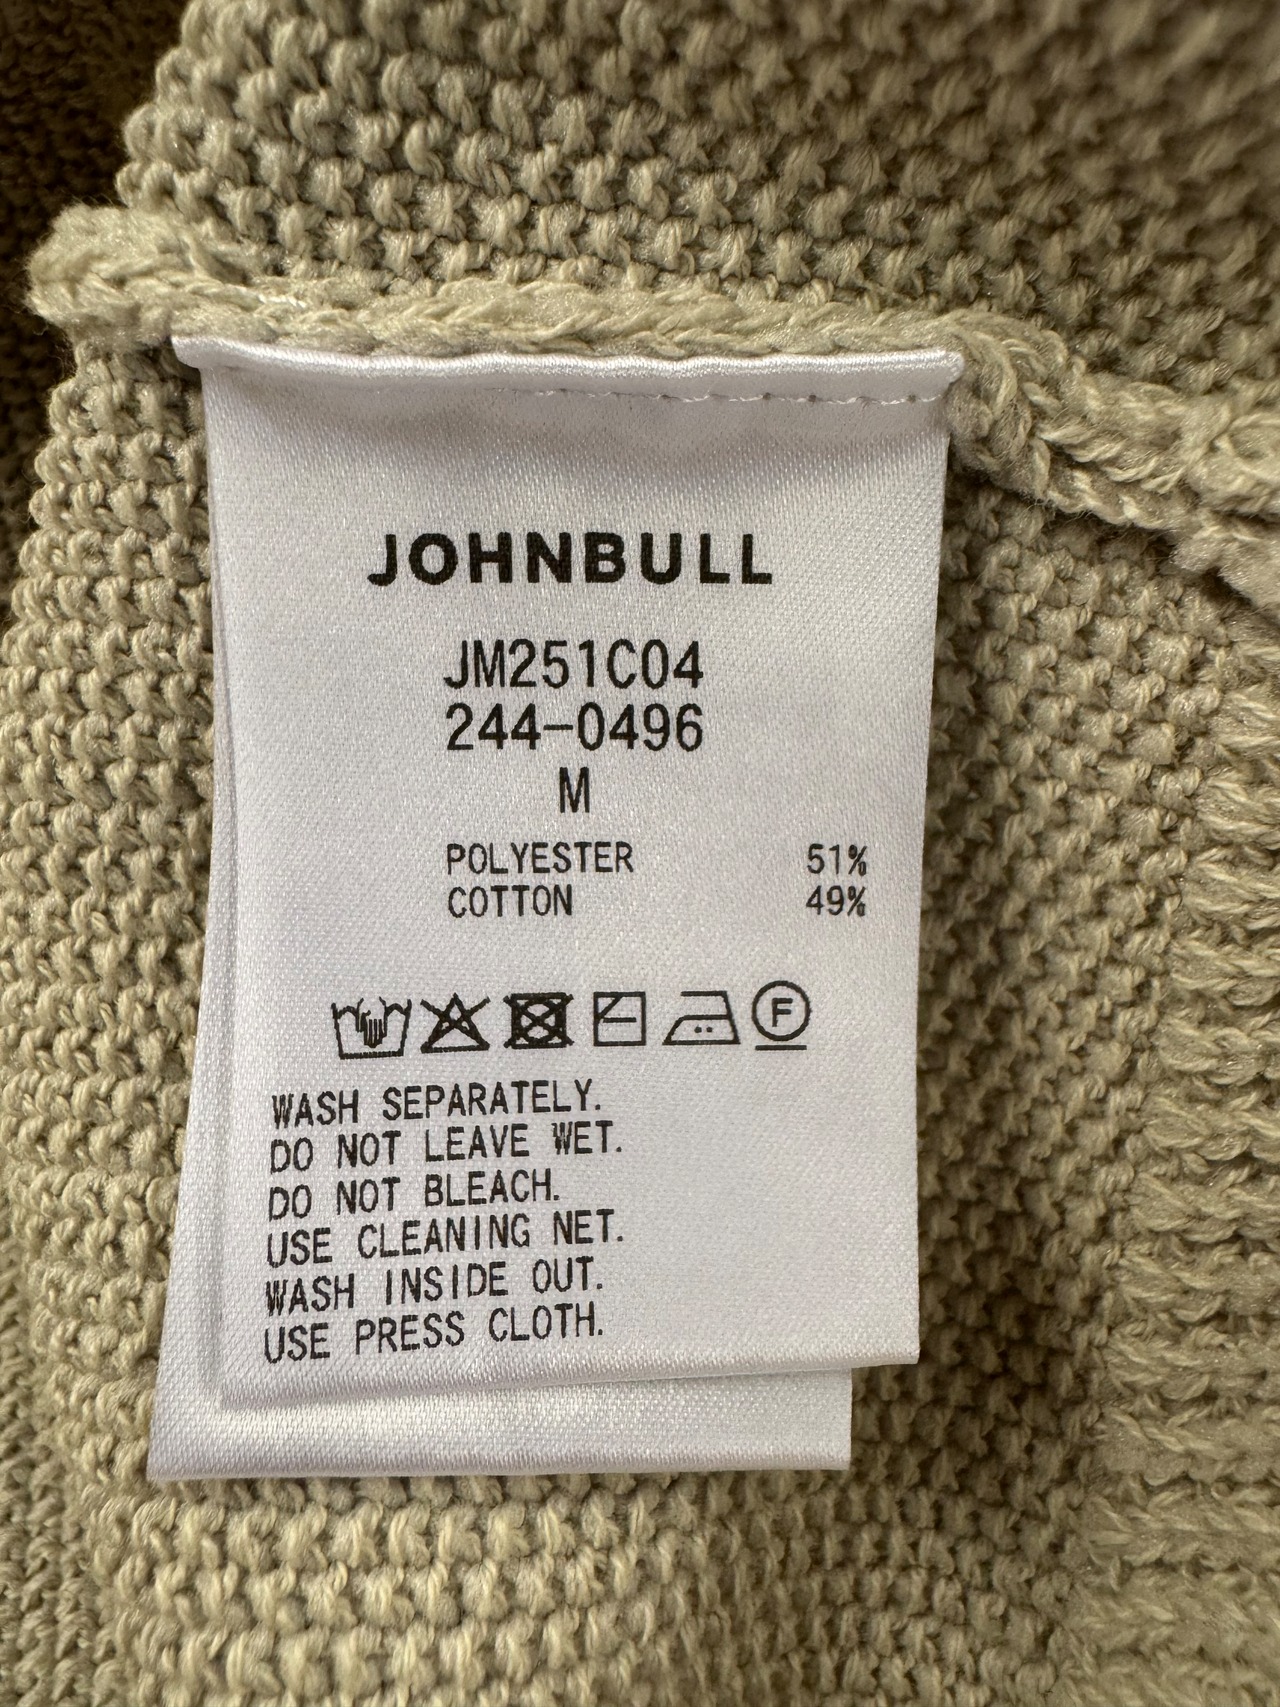 JOHNBULL
JM251C04
244-0496
M
POLYESTER 51%
COTTON 49%
F
WASH SEPARATELY.
DO NOT LEAVE WET.
DO NOT BLEACH.
USE CLEANING NET.
WASH INSIDE OUT.
USE PRESS CLOTH.